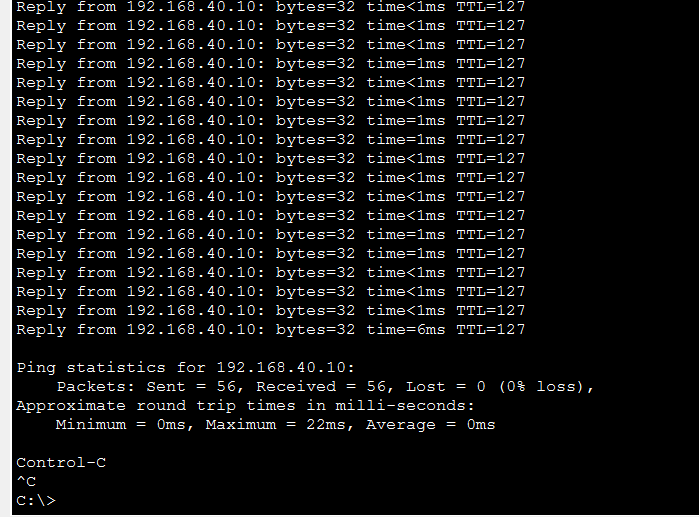 Reply from 192.168.40.10: bytes=32 time<1ms TTL=127
Reply from 192.168.40.10: bytes=32 time<1ms TTL=127
Reply from 192.168.40.10: bytes=32 time<1ms TTL=127
Reply from 192.168.40.10: bytes=32 time=1ms TTL=127
Reply from 192.168.40.10: bytes=32 time<1ms TTL=127
Reply from 192.168.40.10: bytes=32 time<1ms TTL=127
Reply from 192.168.40.10: bytes=32 time=1ms TTL=127
Reply from 192.168.40.10: bytes=32 time=1ms TTL=127
Reply from 192.168.40.10: bytes=32 time<1ms TTL=127
Reply from 192.168.40.10: bytes=32 time<1ms TTL=127
Reply from 192.168.40.10: bytes=32 time<1ms TTL=127
Reply from 192.168.40.10: bytes=32 time<1ms TTL=127
Reply from 192.168.40.10: bytes=32 time=1ms TTL=127
Reply from 192.168.40.10: bytes=32 time=1ms TTL=127
Reply from 192.168.40.10: bytes=32 time<1ms TTL=127
Reply from 192.168.40.10: bytes=32 time<1ms TTL=127
Reply from 192.168.40.10: bytes=32 time<1ms TTL=127
Reply from 192.168.40.10: bytes=32 time=6ms TTL=127
Ping statistics for 192.168.40.10:
Packets: Sent = 56, Received = 56, Lost = 0 (0% loss),
Approximate round trip times in milli-seconds:
Minimum = 0ms, Maximum = 22ms, Average = 0ms
Control-C
^C
C:\>